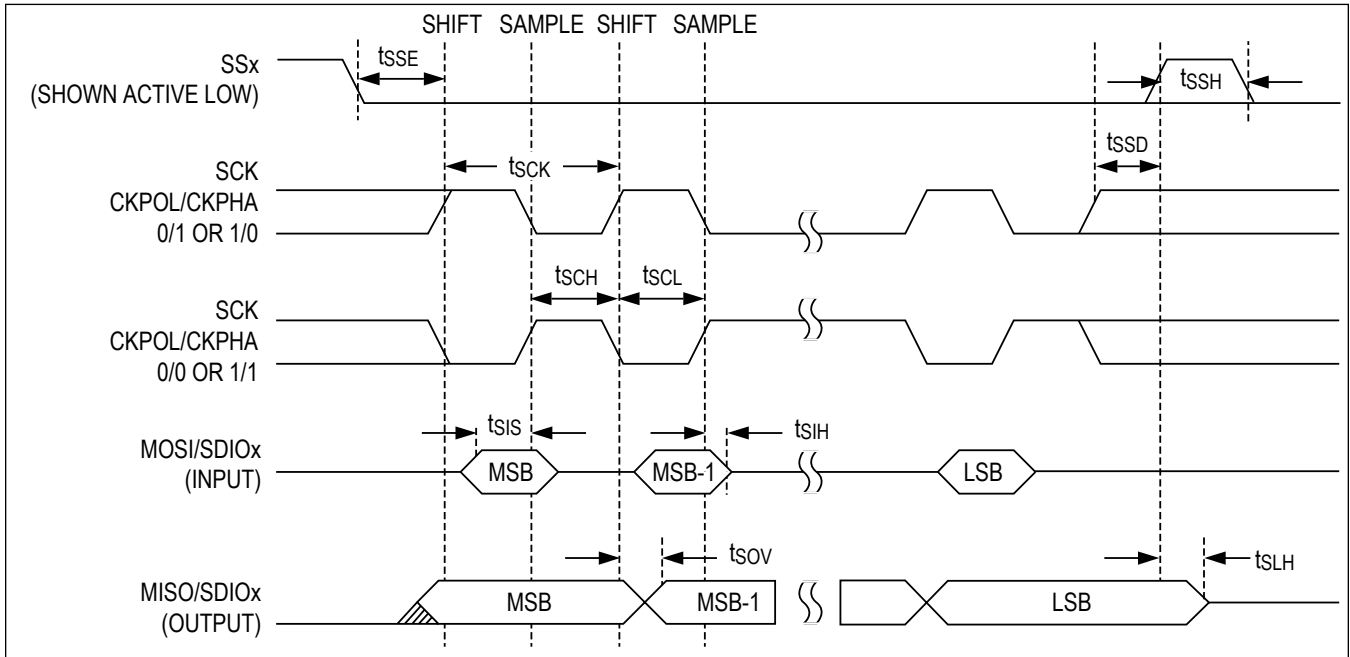 SHIFT SAMPLE SHIFT SAMPLE
SSx
(SHOWN ACTIVE LOW)
tSSE
tSSH
tSSD
SCK
CKPOL/CKPHA
0/1 OR 1/0
tSCK
SCK
CKPOL/CKPHA
0/0 OR 1/1
tSCH
tSCL
MOSI/SDIOx
(INPUT)
tSIS
tSIH
MSB
MSB-1
LSB
MISO/SDIOx
(OUTPUT)
tSOV
tSLH
MSB
MSB-1
LSB